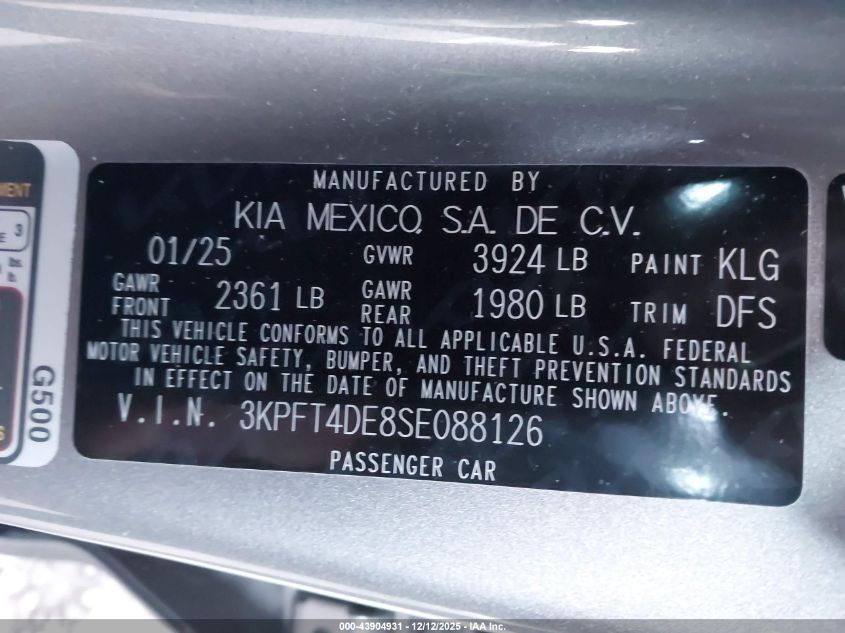 MANUFACTURED BY
KIA MEXICO, S.A. DE C.V.
01/25 GVWR 3924 LB PAINT KLG
GAWR FRONT 2361 LB GAWR REAR 1980 LB TRIM DFS
THIS VEHICLE CONFORMS TO ALL APPLICABLE U.S.A. FEDERAL
MOTOR VEHICLE SAFETY, BUMPER, AND THEFT PREVENTION STANDARDS
IN EFFECT ON THE DATE OF MANUFACTURE SHOWN ABOVE.
V.I.N. 3KPFT4DE8SE088126
PASSENGER CAR
3
lbs.
lb.
G500
000-43904931 - 12/12/2025 - IAA, Inc.